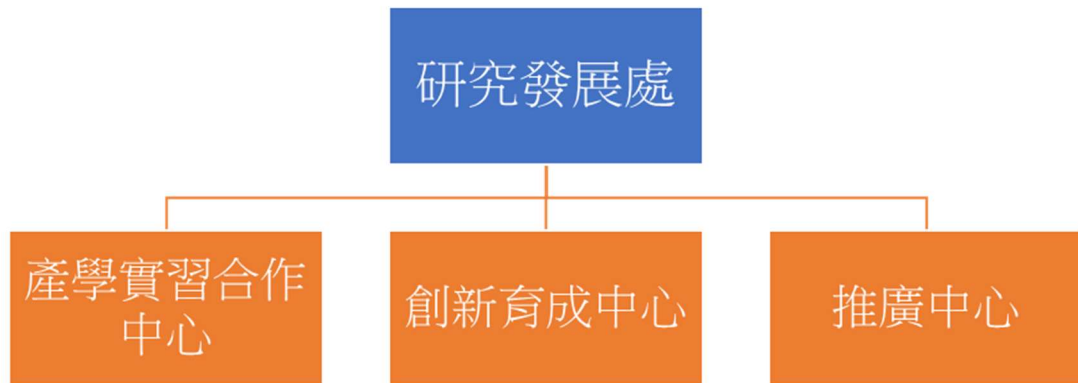 研究發展處
產學實習合作
中心
創新育成中心
推廣中心